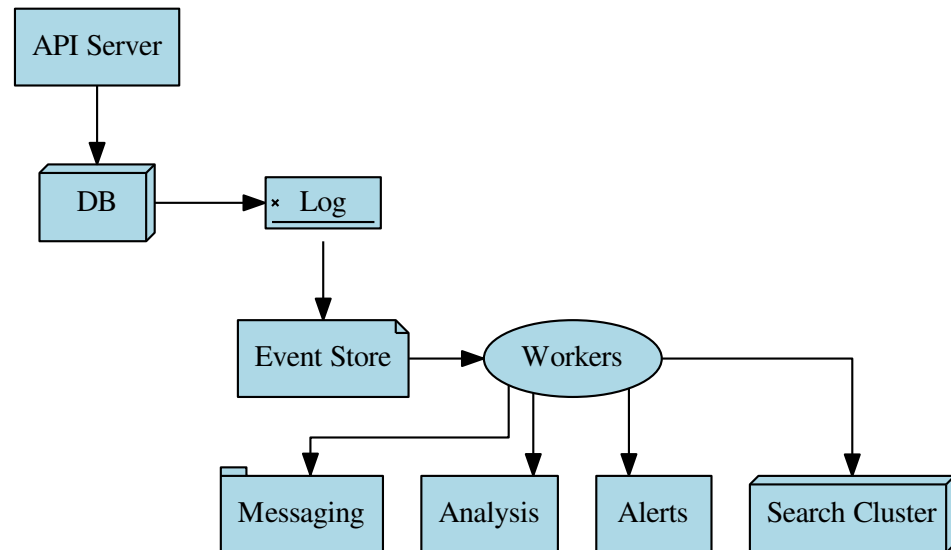 API Server
DB
Log
Event Store
Workers
Messaging
Analysis
Alerts
Search Cluster